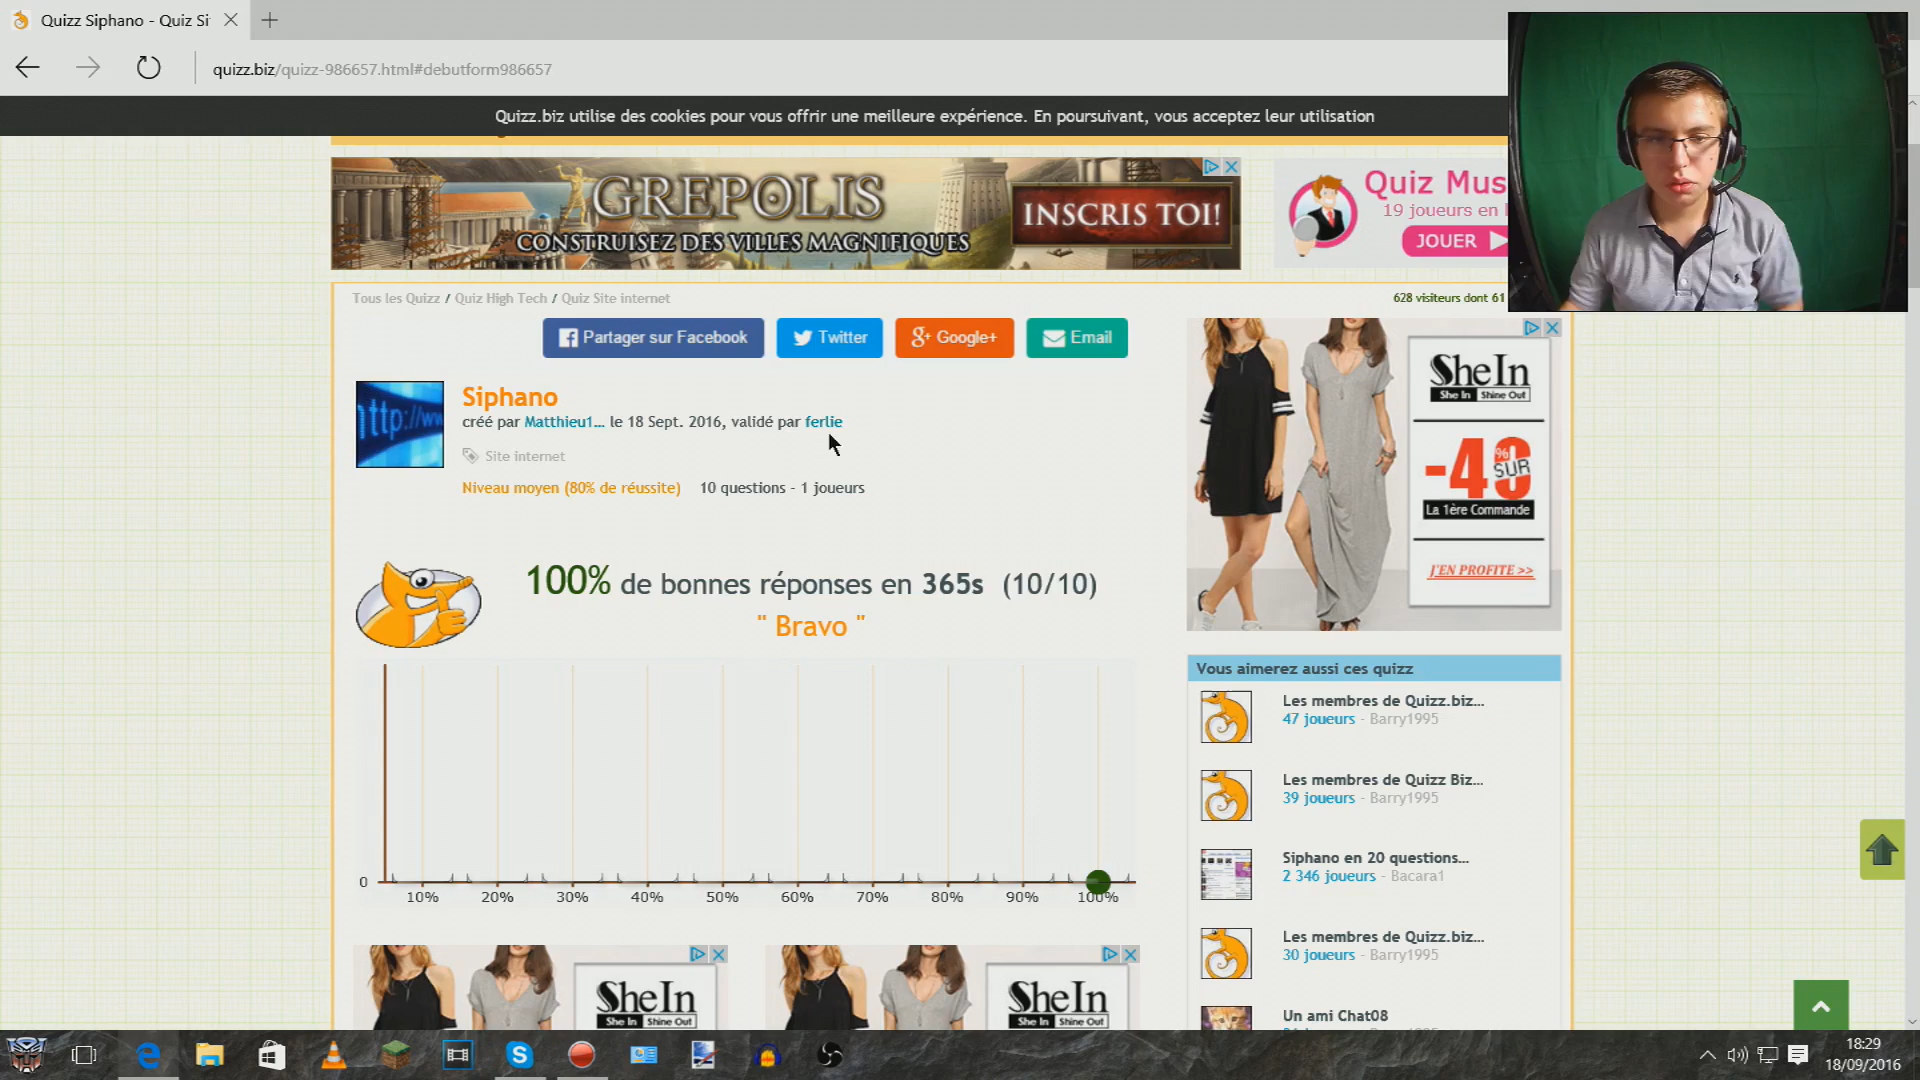 Quizz Siphano - Quiz Si
quizz.biz/quizz-986657.html#debutform986657
Quizz.biz utilise des cookies pour vous offrir une meilleure expérience. En poursuivant, vous acceptez leur utilisation
GREPOLIS
CONSTRUISEZ DES VILLES MAGNIFIQUES
INSCRIS TOI!
Quiz Mus
19 joueurs en
JOUER
Tous les Quizz / Quiz High Tech / Quiz Site internet
628 visiteurs dont 61
Partager sur Facebook
Twitter
Google+
Email
Siphano
créé par Matthieu1... le 18 Sept. 2016, validé par ferlie
Site internet
Niveau moyen (80% de réussite) 10 questions - 1 joueurs
http://ww
100% de bonnes réponses en 365s (10/10)
" Bravo "
0
10% 20% 30% 40% 50% 60% 70% 80% 90% 100%
SheIn
She In Shine Out
-40% SUR
La 1ère Commande
J'EN PROFITE >>
Vous aimerez aussi ces quizz
Les membres de Quizz.biz...
47 joueurs - Barry1995
Les membres de Quizz Biz...
39 joueurs - Barry1995
Siphano en 20 questions...
2 346 joueurs - Bacara1
Les membres de Quizz.biz...
30 joueurs - Barry1995
Un ami Chat08
SheIn
She In Shine Out
SheIn
She In Shine Out
18:29
18/09/2016